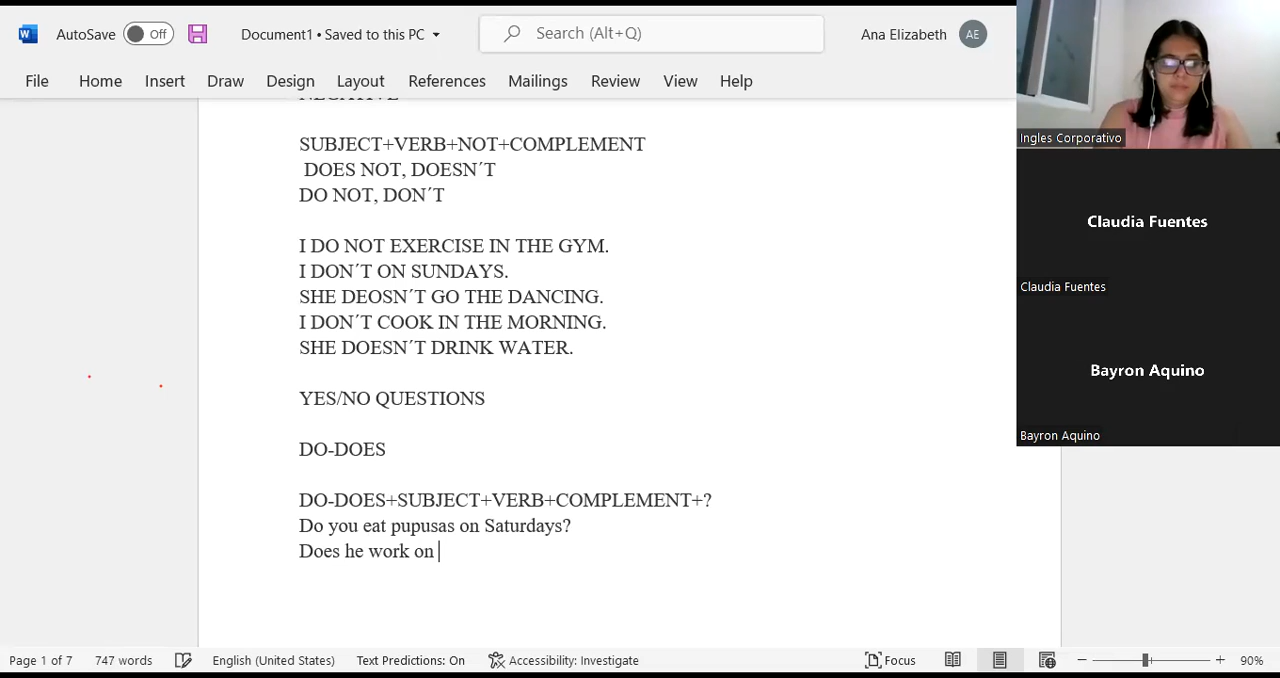 AutoSave Off Document1 • Saved to this PC Search (Alt+Q) Ana Elizabeth AE
File Home Insert Draw Design Layout References Mailings Review View Help
NEGATIVE
SUBJECT+VERB+NOT+COMPLEMENT
DOES NOT, DOESN´T
DO NOT, DON´T
I DO NOT EXERCISE IN THE GYM.
I DON´T ON SUNDAYS.
SHE DEOSN´T GO THE DANCING.
I DON´T COOK IN THE MORNING.
SHE DOESN´T DRINK WATER.
YES/NO QUESTIONS
DO-DOES
DO-DOES+SUBJECT+VERB+COMPLEMENT+?
Do you eat pupusas on Saturdays?
Does he work on
Ingles Corporativo
Claudia Fuentes
Claudia Fuentes
Bayron Aquino
Bayron Aquino
Page 1 of 7 747 words English (United States) Text Predictions: On Accessibility: Investigate Focus 90%